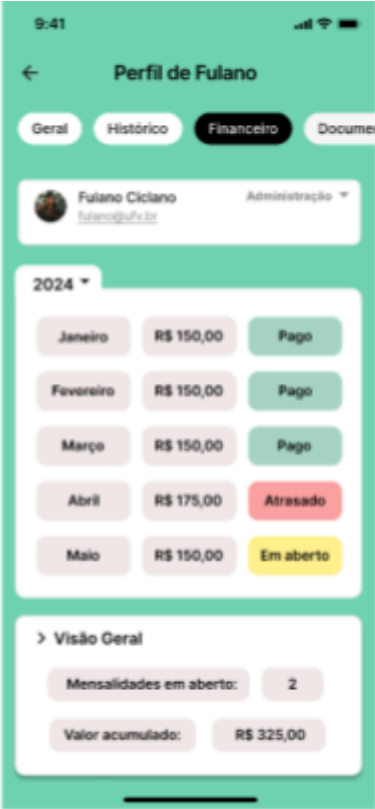 9:41
Perfil de Fulano
Geral Histórico Financeiro Docume
Fulano Ciclano Administração
fulano@ufv.br
2024
Janeiro R$ 150,00 Pago
Fevereiro R$ 150,00 Pago
Março R$ 150,00 Pago
Abril R$ 175,00 Atrasado
Maio R$ 150,00 Em aberto
> Visão Geral
Mensalidades em aberto: 2
Valor acumulado: R$ 325,00